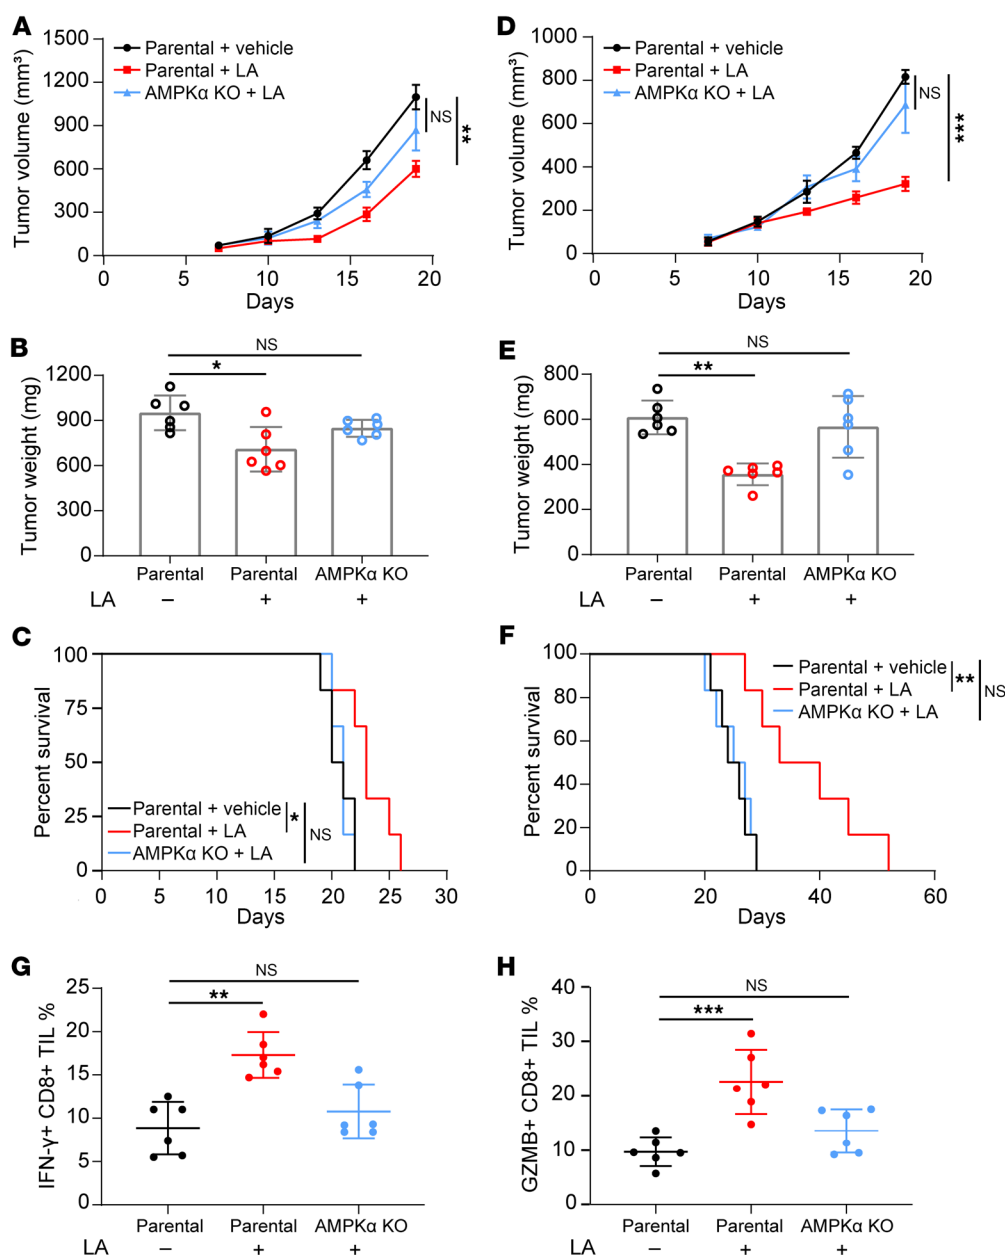 A
Tumor volume (mm³)
1500
1200
900
600
300
0
0 5 10 15 20
Days
Parental + vehicle
Parental + LA
AMPKα KO + LA
NS
**
D
Tumor volume (mm³)
1000
800
600
400
200
0
0 5 10 15 20
Days
Parental + vehicle
Parental + LA
AMPKα KO + LA
NS
***
B
Tumor weight (mg)
1200
900
600
300
0
NS
*
Parental Parental AMPKα KO
LA – + +
E
Tumor weight (mg)
800
600
400
200
0
NS
**
Parental Parental AMPKα KO
LA – + +
C
Percent survival
100
75
50
25
0
0 5 10 15 20 25 30
Days
Parental + vehicle
Parental + LA
AMPKα KO + LA
*
NS
F
Percent survival
100
80
60
40
20
0
0 20 40 60
Days
Parental + vehicle
Parental + LA
AMPKα KO + LA
**
NS
G
IFN-γ+ CD8+ TIL %
25
20
15
10
5
0
NS
**
Parental Parental AMPKα KO
LA – + +
H
GZMB+ CD8+ TIL %
40
30
20
10
0
NS
***
Parental Parental AMPKα KO
LA – + +